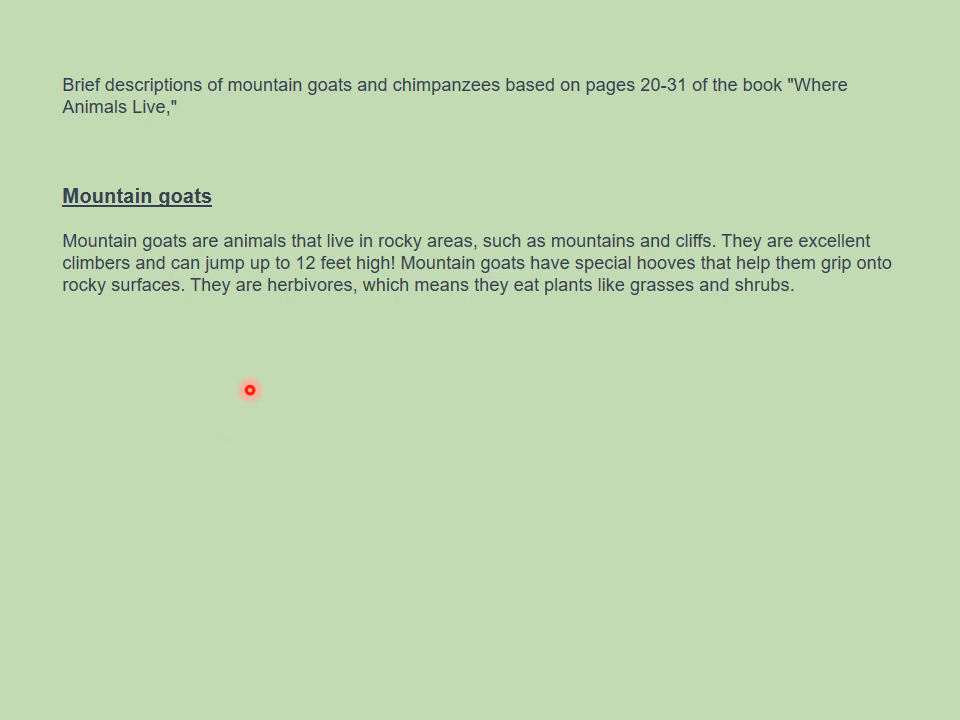 Brief descriptions of mountain goats and chimpanzees based on pages 20-31 of the book "Where
Animals Live,"
Mountain goats
Mountain goats are animals that live in rocky areas, such as mountains and cliffs. They are excellent
climbers and can jump up to 12 feet high! Mountain goats have special hooves that help them grip onto
rocky surfaces. They are herbivores, which means they eat plants like grasses and shrubs.